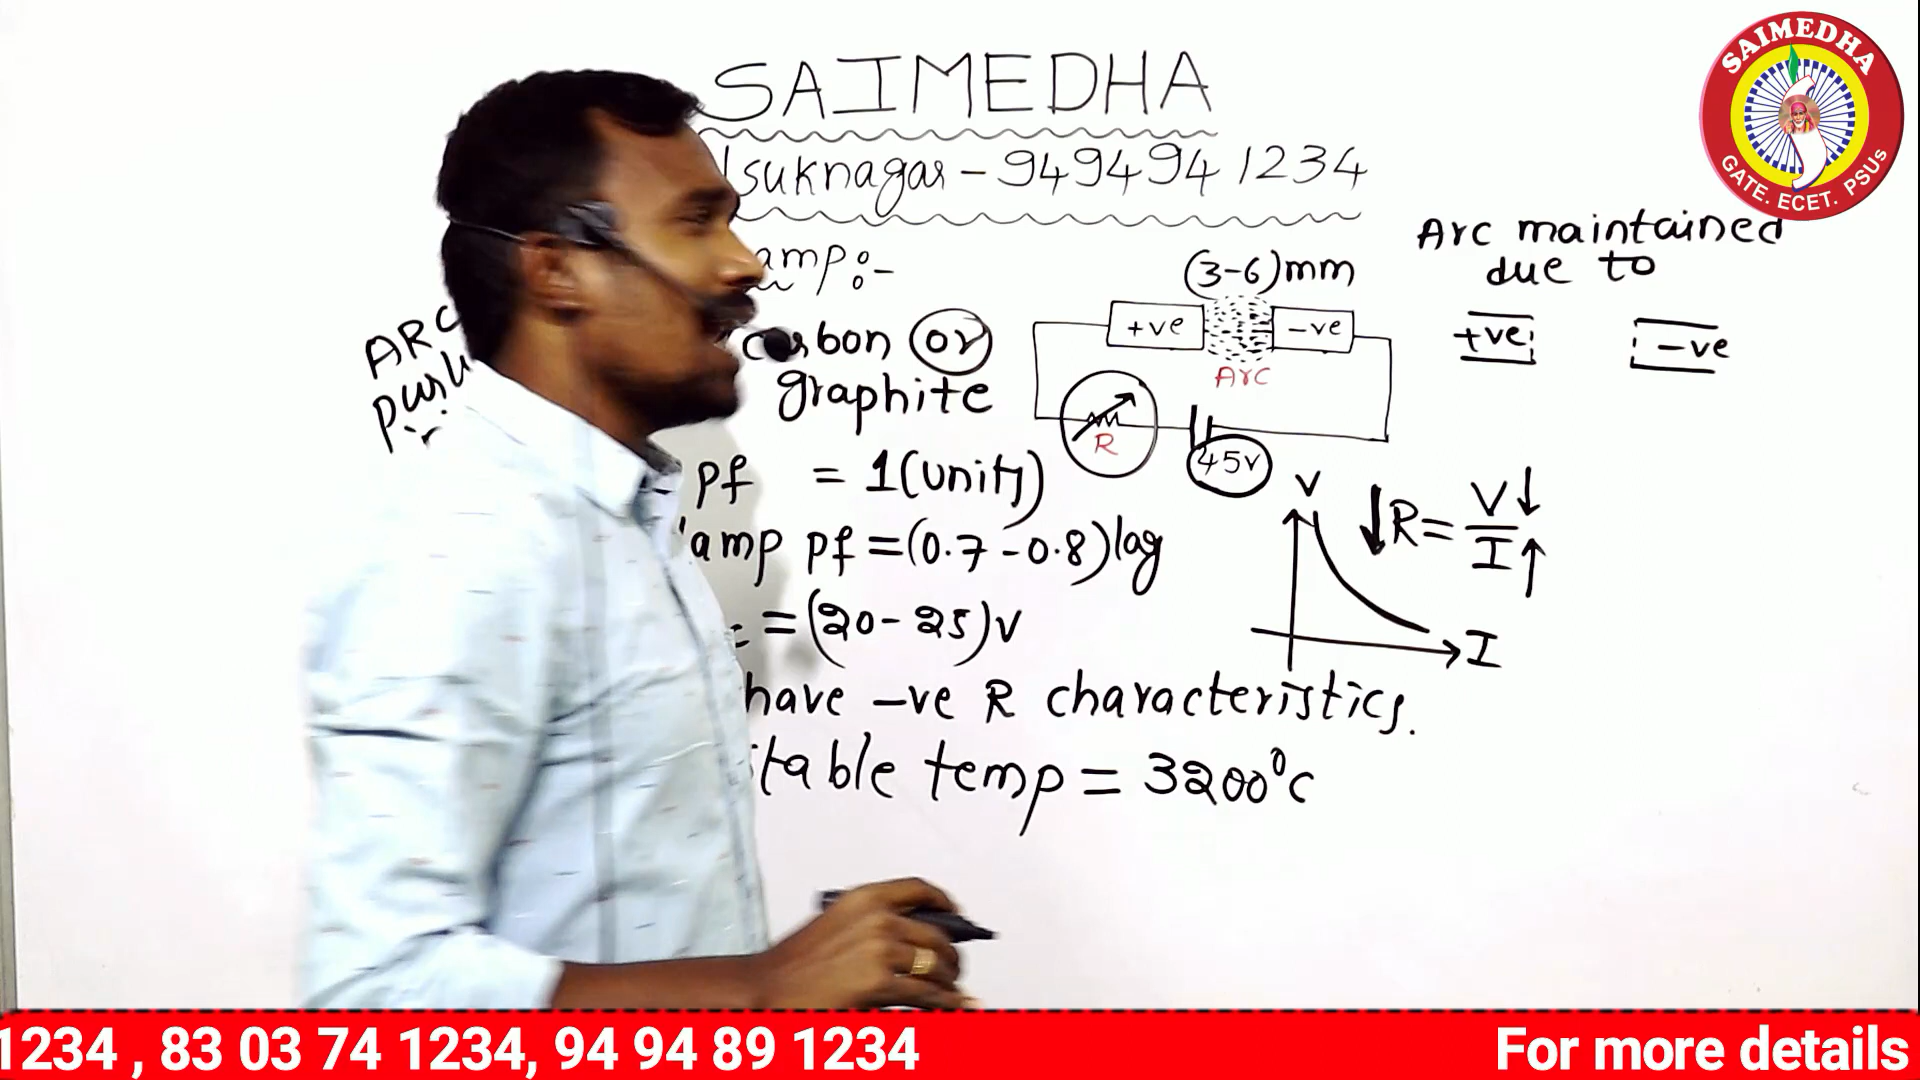 SAIMEDHA
suknagar - 949494 1234
amp:-
carbon or
graphite
pf = 1(unity)
amp pf = (0.7 - 0.8)lag
= (20 - 25)V
have -ve R characteristics.
table temp = 3200°c
ARC
(3-6)mm
+ve
-ve
Arc
R
45v
Arc maintained
due to
+ve
-ve
V
I
↓R = V↓/I↑
SAIMEDHA
GATE. ECET. PSUs
1234 , 83 03 74 1234, 94 94 89 1234
For more details